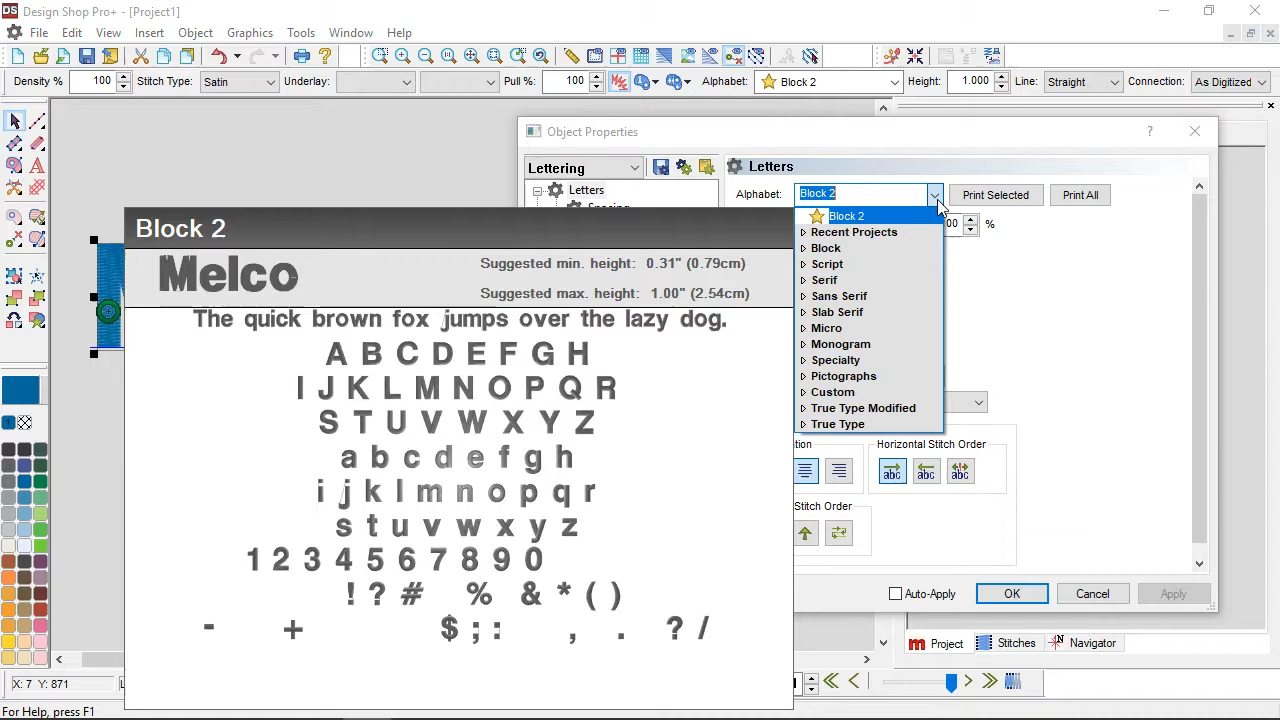 DS Design Shop Pro+ - [Project1]
File Edit View Insert Object Graphics Tools Window Help
Density % 100 Stitch Type: Satin Underlay: Pull %: 100 Alphabet: Block 2 Height: 1.000 Line: Straight Connection: As Digitized
Object Properties
Lettering
Letters
Letters
Alphabet: Block 2 Print Selected Print All
00 %
Block 2
Recent Projects
Block
Script
Serif
Sans Serif
Slab Serif
Micro
Monogram
Specialty
Pictographs
Custom
True Type Modified
True Type
Block 2
Melco
Suggested min. height: 0.31" (0.79cm)
Suggested max. height: 1.00" (2.54cm)
The quick brown fox jumps over the lazy dog.
A B C D E F G H
I J K L M N O P Q R
S T U V W X Y Z
a b c d e f g h
i j k l m n o p q r
s t u v w x y z
1 2 3 4 5 6 7 8 9 0
! ? # % & * ( )
- + $ ; : , . ? /
Horizontal Stitch Order
abc abc abc
Stitch Order
Auto-Apply OK Cancel Apply
Project Stitches Navigator
X: 7 Y: 871
For Help, press F1